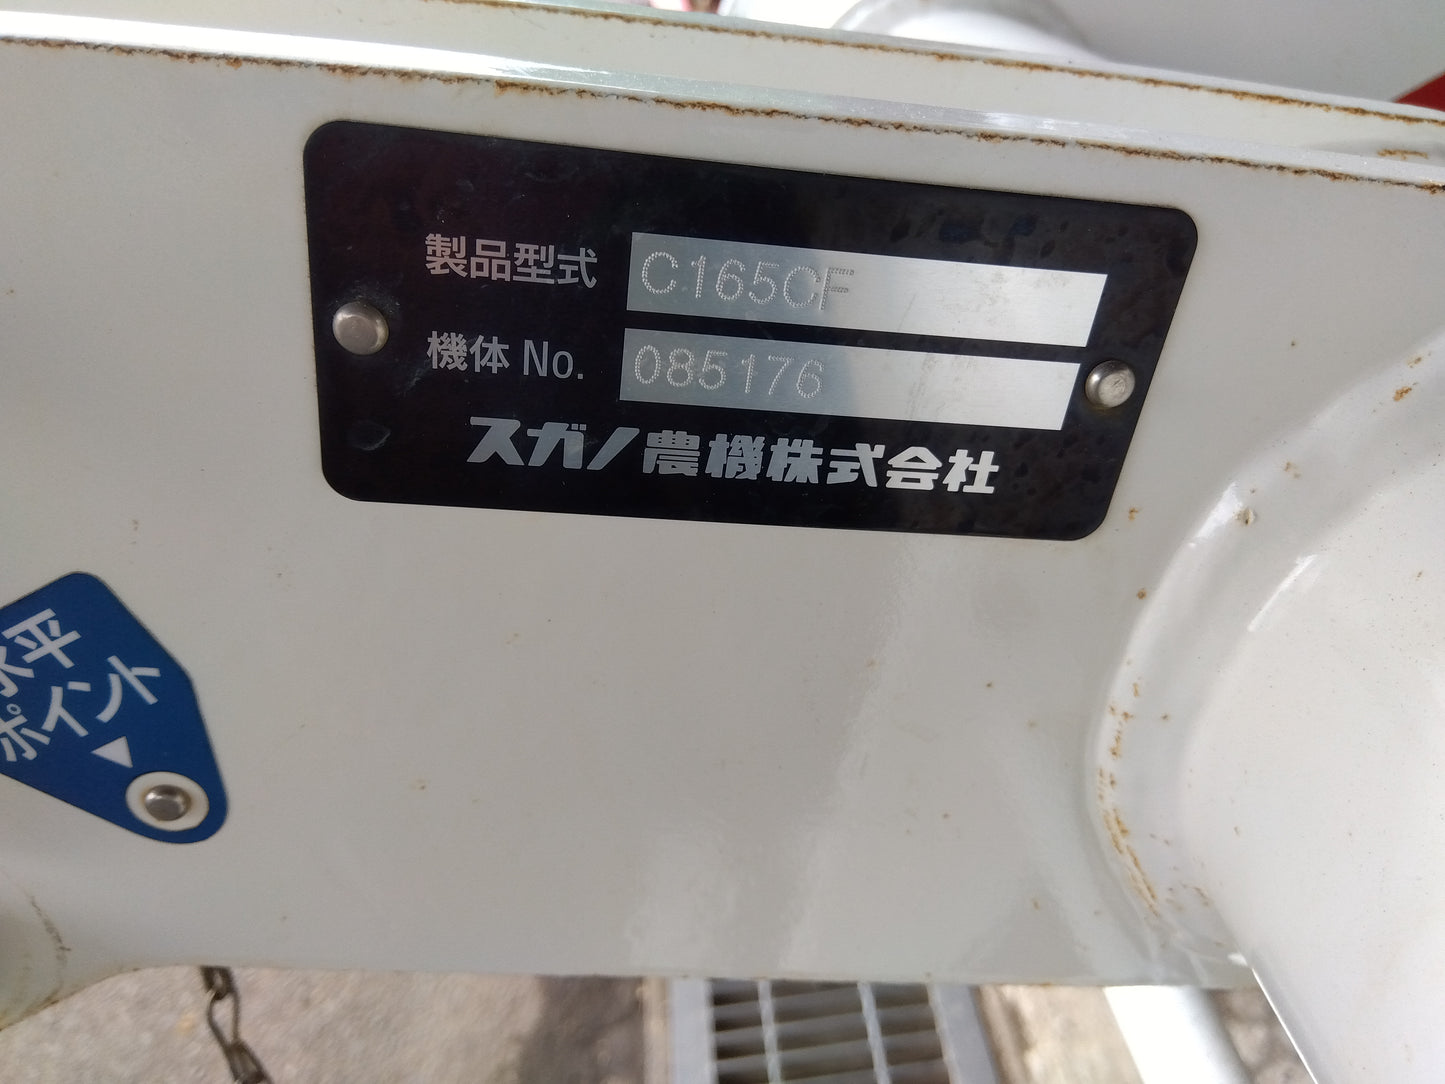 製品型式 C165CF
機体 No. 085176
スガノ農機株式会社
水平
ポイント